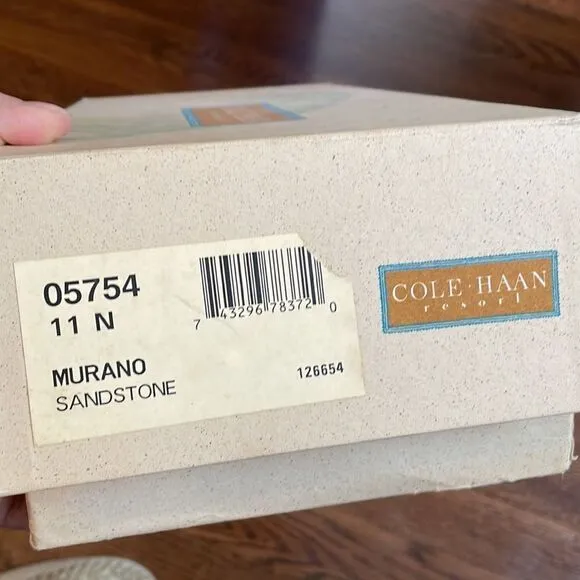 05754
11 N
7 43296 78372 0
MURANO
SANDSTONE
126654
COLE·HAAN
resort